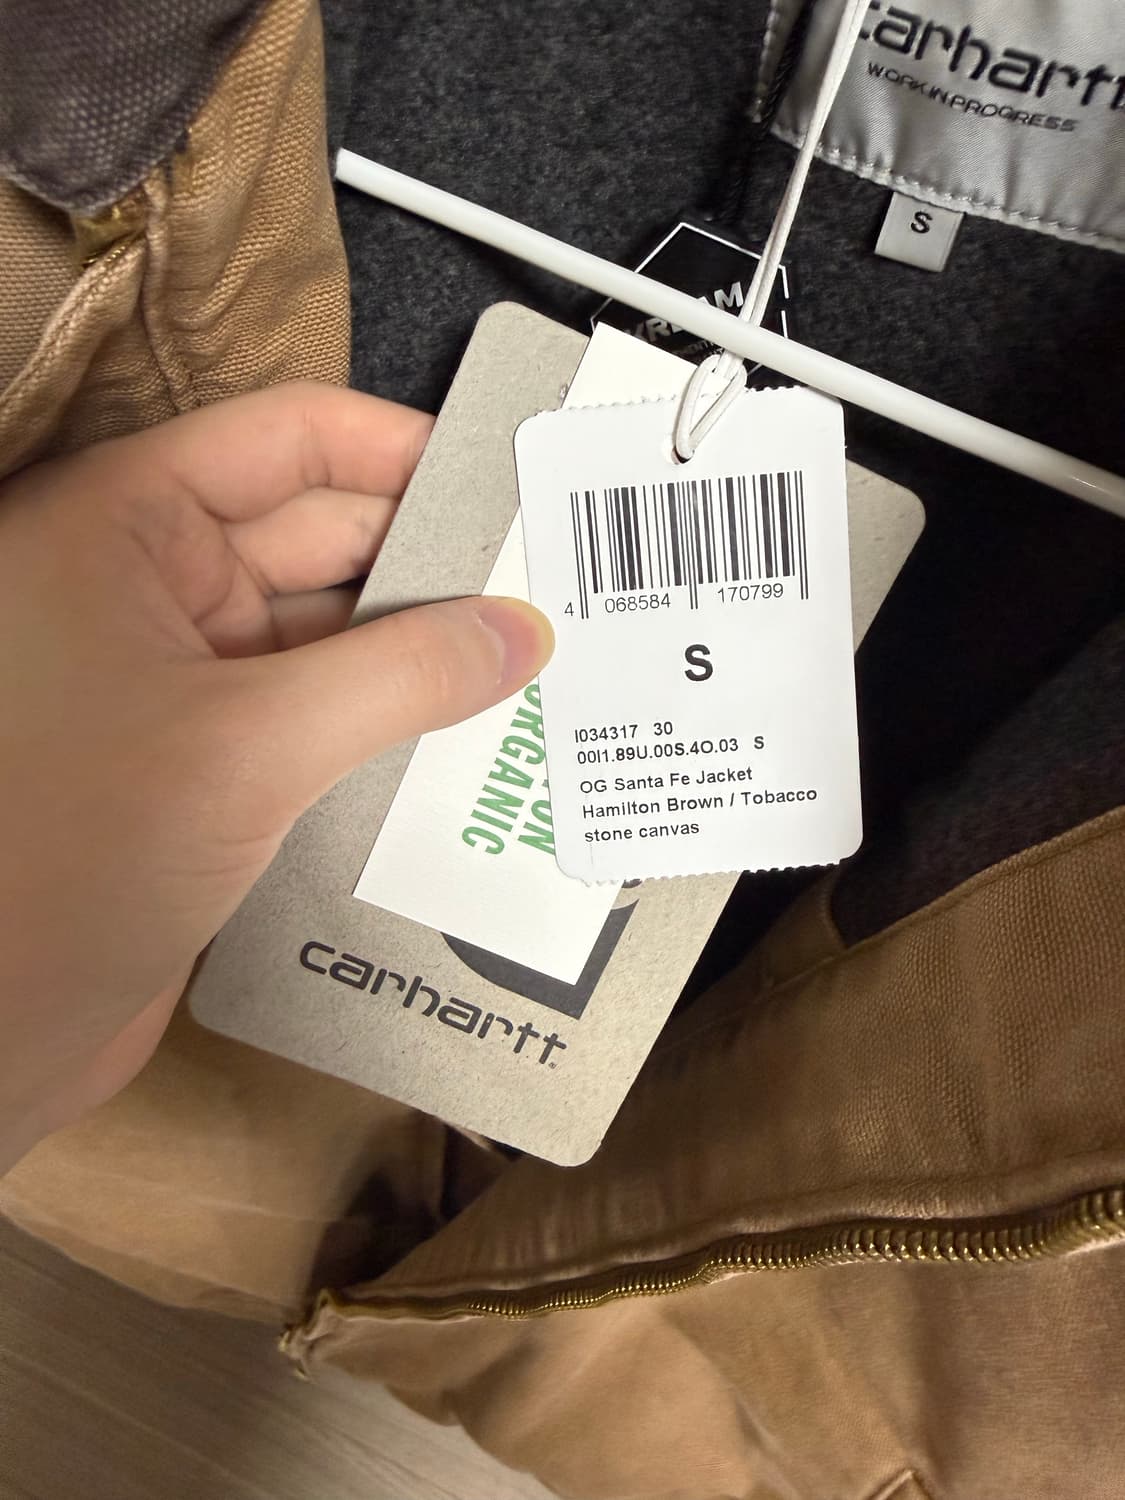 carhartt
WORK IN PROGRESS
S
KREAM
4 068584 170799
S
I034317 30
00I1.89U.00S.4O.03 S
OG Santa Fe Jacket
Hamilton Brown / Tobacco
stone canvas
ORGANIC
carhartt